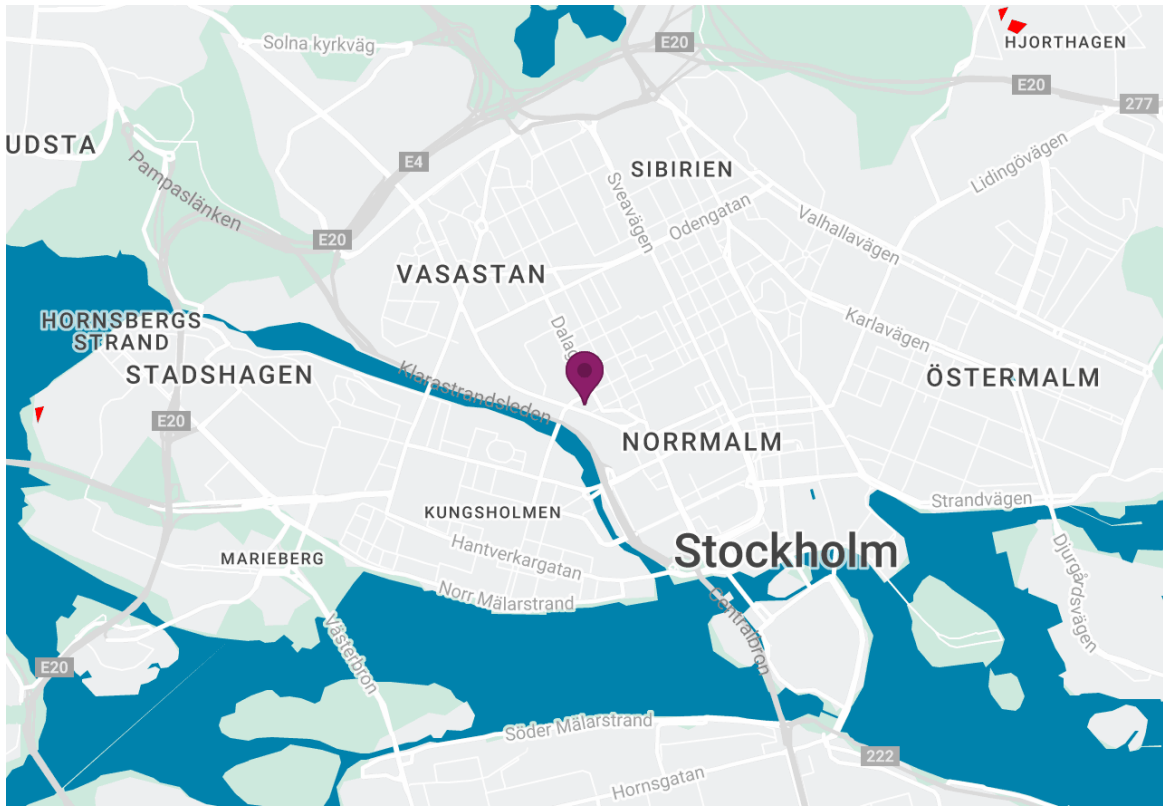 Solna kyrkväg
E20
HJORTHAGEN
E20
277
UDSTA
E4
SIBIRIEN
Lidingövägen
Pampaslänken
Sveavägen
Odengatan
Valhallavägen
E20
VASASTAN
HORNSBERGS
STRAND
Karlavägen
STADSHAGEN
Klarastrandsleden
ÖSTERMALM
E20
NORRMALM
Strandvägen
KUNGSHOLMEN
Hantverkargatan
Stockholm
MARIEBERG
Djurgårdsvägen
Norr Mälarstrand
Centralbron
Västerbron
E20
Söder Mälarstrand
222
Hornsgatan